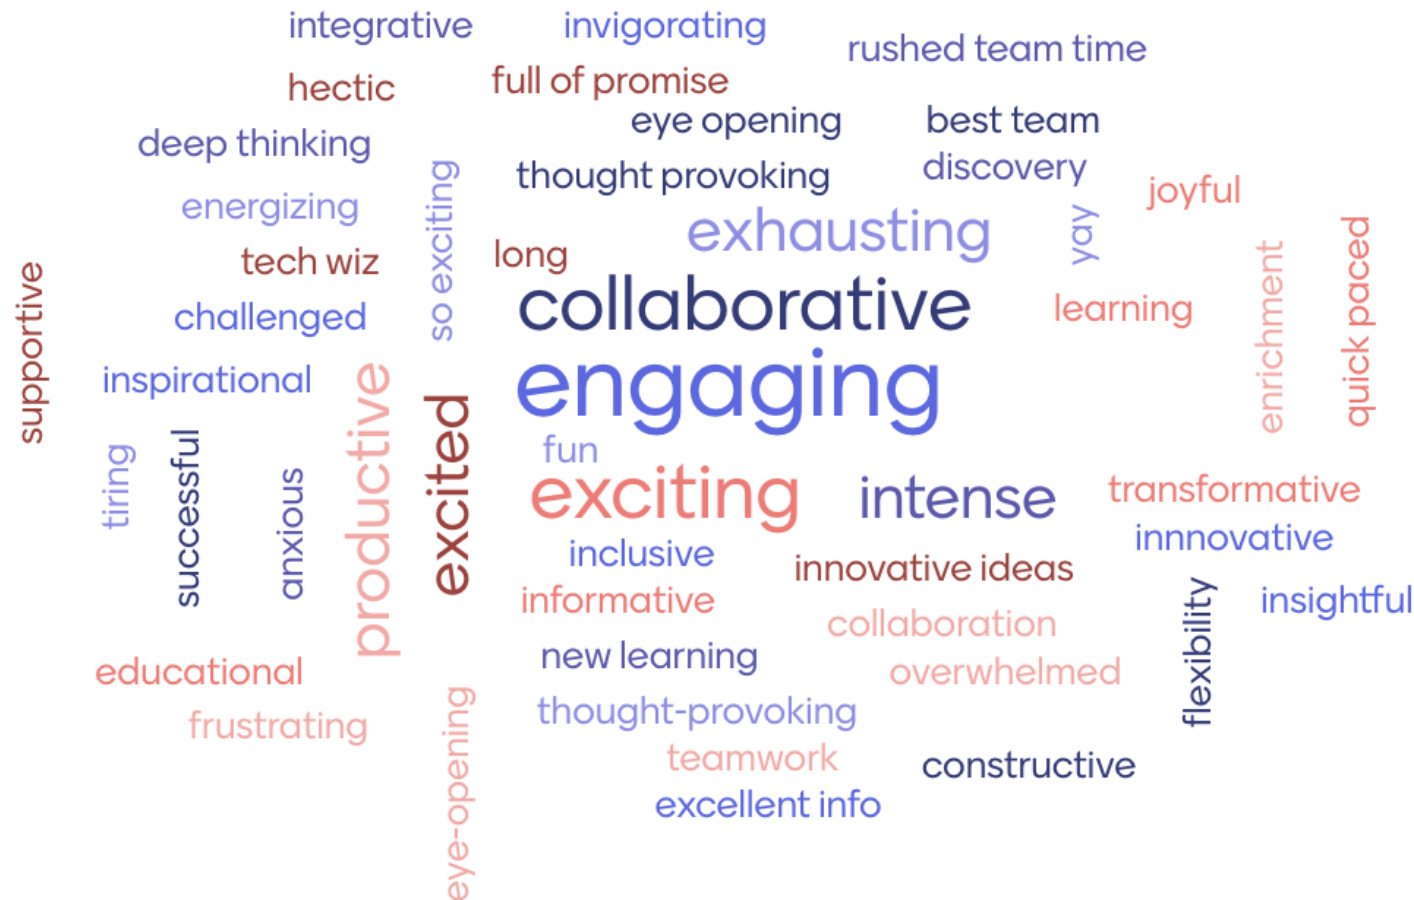 integrative
invigorating
rushed team time
hectic
full of promise
eye opening
best team
deep thinking
thought provoking
discovery
joyful
energizing
so exciting
exhausting
yay
tech wiz
long
supportive
challenged
collaborative
learning
enrichment
quick paced
inspirational
productive
excited
engaging
fun
tiring
successful
anxious
exciting
intense
transformative
innnovative
inclusive
innovative ideas
informative
collaboration
flexibility
insightful
new learning
overwhelmed
educational
frustrating
eye-opening
thought-provoking
teamwork
constructive
excellent info